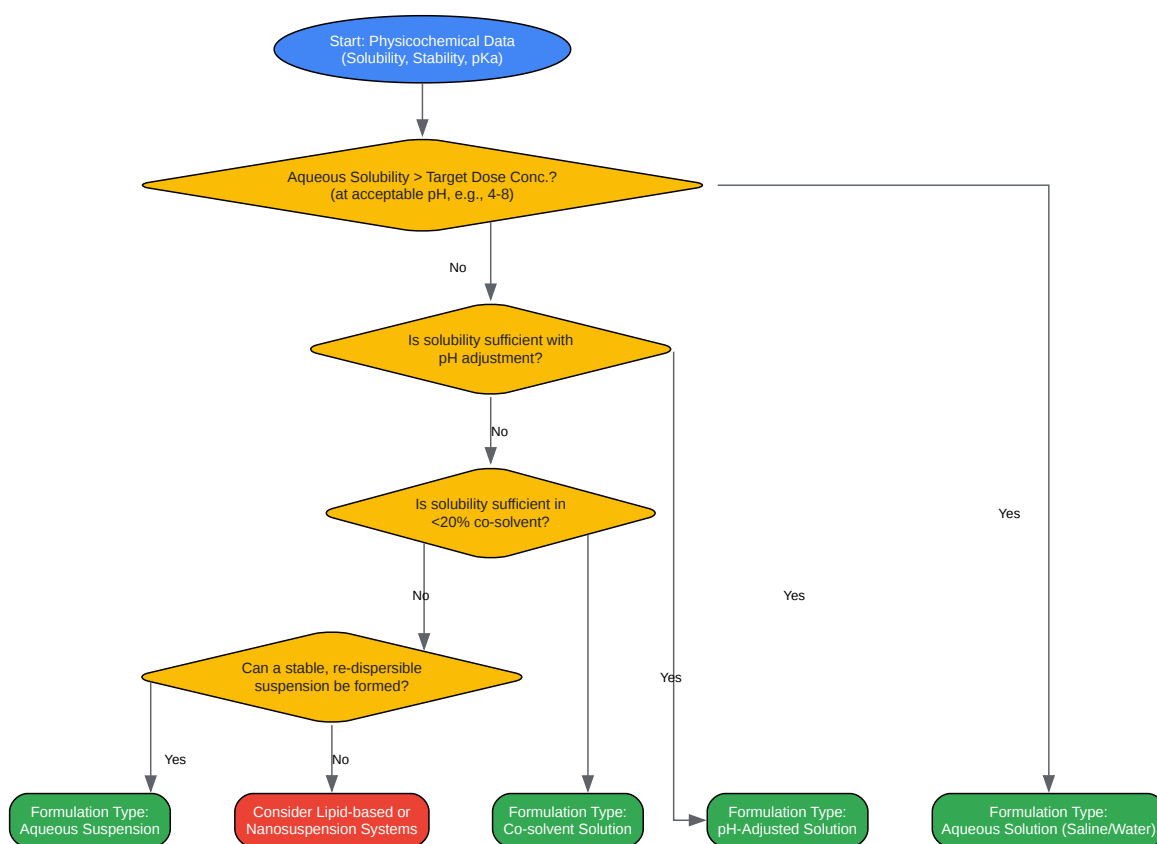 Start: Physicochemical Data
(Solubility, Stability, pKa)
Aqueous Solubility > Target Dose Conc.?
(at acceptable pH, e.g., 4-8)
No
Is solubility sufficient with
pH adjustment?
No
Is solubility sufficient in
<20% co-solvent?
Yes
No
Yes
Can a stable, re-dispersible
suspension be formed?
Yes
Yes
No
Formulation Type:
Aqueous Suspension
Consider Lipid-based or
Nanosuspension Systems
Formulation Type:
Co-solvent Solution
Formulation Type:
pH-Adjusted Solution
Formulation Type:
Aqueous Solution (Saline/Water)